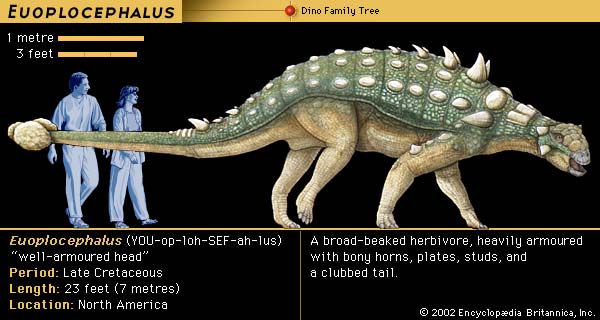 EUOPLOCEPHALUS
Dino Family Tree
1 metre
3 feet
Euoplocephalus (YOU-op-loh-SEF-ah-lus)
“well-armoured head”
Period: Late Cretaceous
Length: 23 feet (7 metres)
Location: North America
A broad-beaked herbivore, heavily armoured
with bony horns, plates, studs, and
a clubbed tail.
© 2002 Encyclopædia Britannica, Inc.